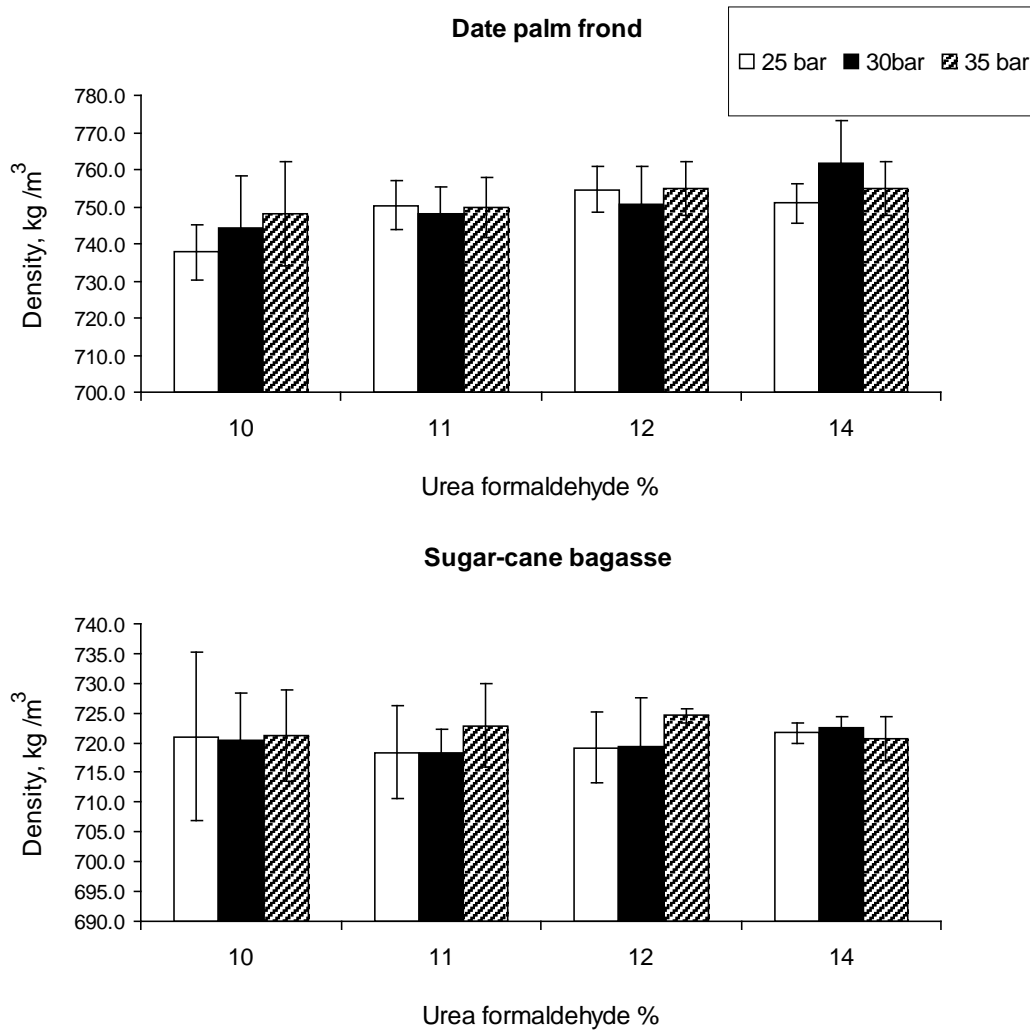 Date palm frond
25 bar 30bar 35 bar
780.0
770.0
760.0
750.0
740.0
730.0
720.0
710.0
700.0
Density, kg /m³
10 11 12 14
Urea formaldehyde %
Sugar-cane bagasse
740.0
735.0
730.0
725.0
720.0
715.0
710.0
705.0
700.0
695.0
690.0
Density, kg /m³
10 11 12 14
Urea formaldehyde %